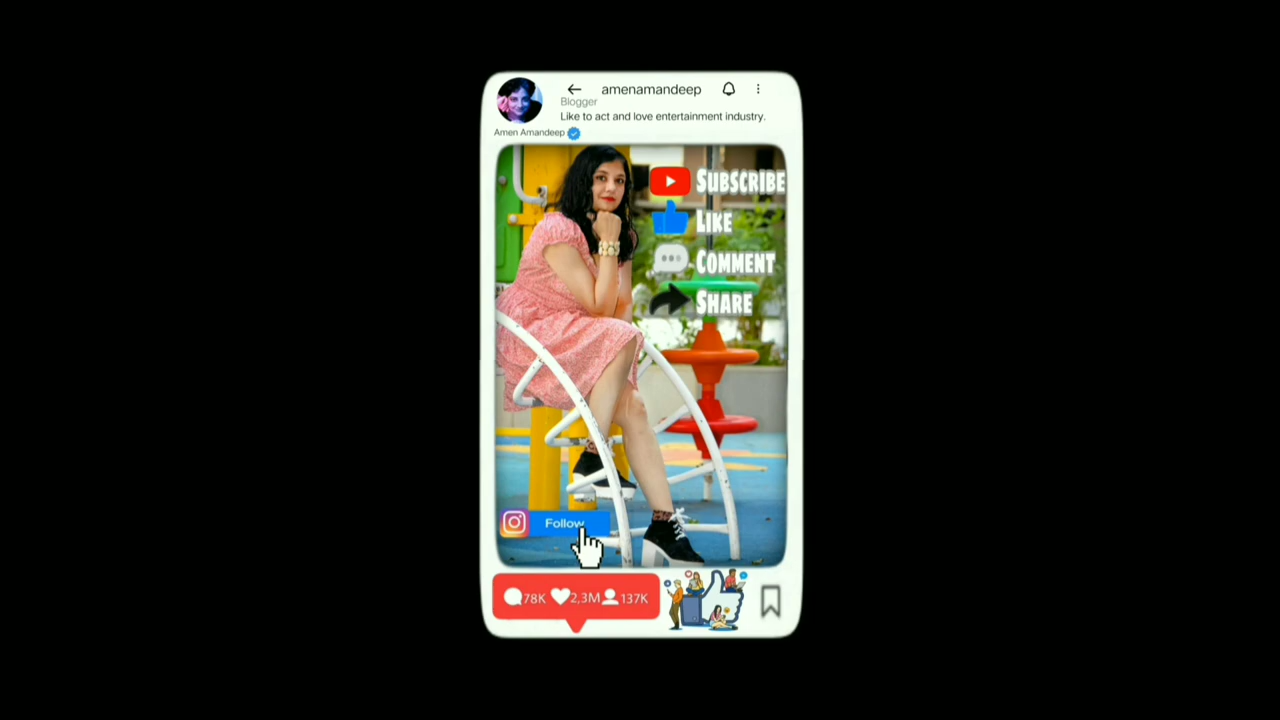 amenamandeep
Blogger
Like to act and love entertainment industry.
Amen Amandeep
SUBSCRIBE
LIKE
COMMENT
SHARE
Follow
78K 2,3M 137K